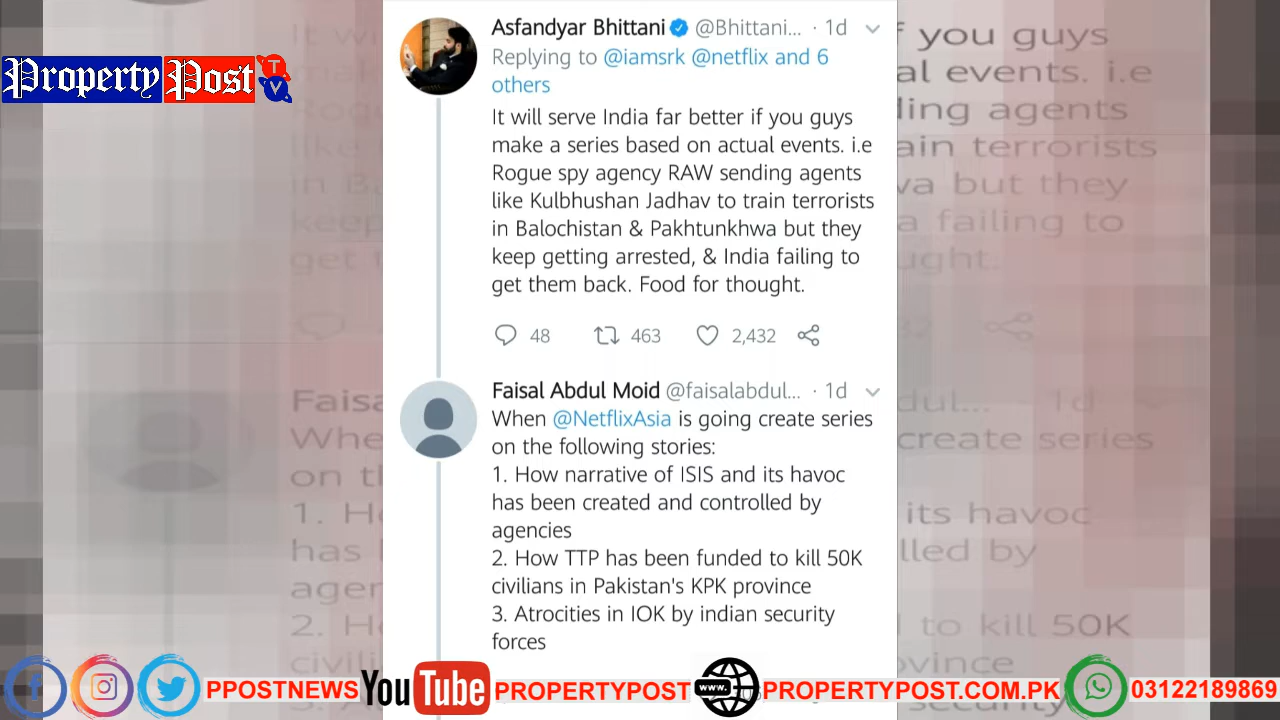 Property Post TV
Asfandyar Bhittani @Bhittani... · 1d
Replying to @iamsrk @netflix and 6
others
It will serve India far better if you guys
make a series based on actual events. i.e
Rogue spy agency RAW sending agents
like Kulbhushan Jadhav to train terrorists
in Balochistan & Pakhtunkhwa but they
keep getting arrested, & India failing to
get them back. Food for thought.
48 463 2,432
Faisal Abdul Moid @faisalabdul... · 1d
When @NetflixAsia is going create series
on the following stories:
1. How narrative of ISIS and its havoc
has been created and controlled by
agencies
2. How TTP has been funded to kill 50K
civilians in Pakistan's KPK province
3. Atrocities in IOK by indian security
forces
PPOSTNEWS YouTube PROPERTYPOST www. PROPERTYPOST.COM.PK 03122189869